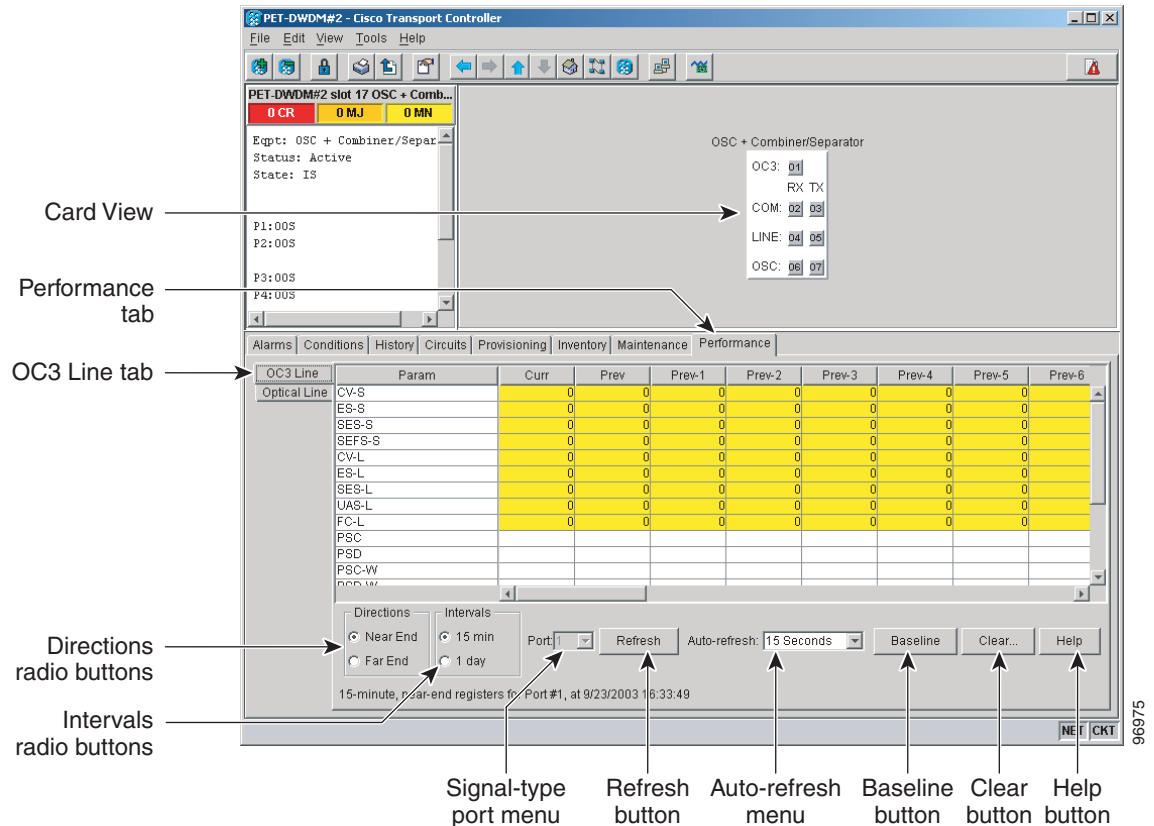 PET-DWDM#2 - Cisco Transport Controller
File Edit View Tools Help
PET-DWDM#2 slot 17 OSC + Comb...
0 CR 0 MJ 0 MN
Eqpt: OSC + Combiner/Separ
Status: Active
State: IS
P1:OOS
P2:OOS
P3:OOS
P4:OOS
OSC + Combiner/Separator
OC3: 01
RX TX
COM: 02 03
LINE: 04 05
OSC: 06 07
Card View
Performance
tab
OC3 Line tab
Alarms Conditions History Circuits Provisioning Inventory Maintenance Performance
OC3 Line
Optical Line
Param Curr Prev Prev-1 Prev-2 Prev-3 Prev-4 Prev-5 Prev-6
CV-S 0 0 0 0 0 0 0
ES-S 0 0 0 0 0 0 0
SES-S 0 0 0 0 0 0 0
SEFS-S 0 0 0 0 0 0 0
CV-L 0 0 0 0 0 0 0
ES-L 0 0 0 0 0 0 0
SES-L 0 0 0 0 0 0 0
UAS-L 0 0 0 0 0 0 0
FC-L 0 0 0 0 0 0 0
PSC
PSD
PSC-W
Directions
Near End
Far End
Intervals
15 min
1 day
Port: 1 Refresh Auto-refresh: 15 Seconds Baseline Clear... Help
15-minute, near-end registers for Port #1, at 9/23/2003 16:33:49
NET CKT
Directions
radio buttons
Intervals
radio buttons
Signal-type
port menu
Refresh
button
Auto-refresh
menu
Baseline
button
Clear
button
Help
button
96975